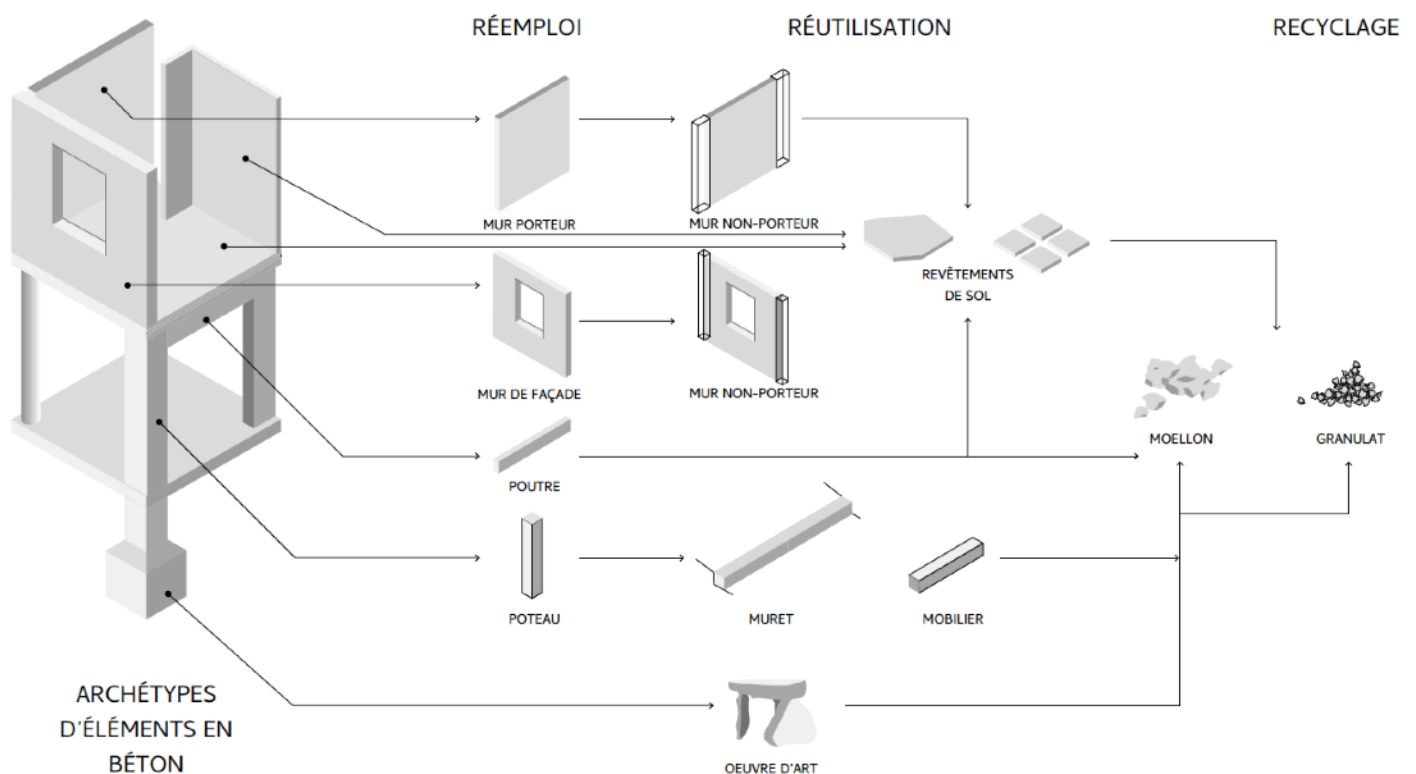 RÉEMPLOI
RÉUTILISATION
RECYCLAGE
MUR PORTEUR
MUR NON-PORTEUR
REVÊTEMENTS
DE SOL
MUR DE FAÇADE
MUR NON-PORTEUR
MOELLON
GRANULAT
POUTRE
POTEAU
MURET
MOBILIER
ARCHÉTYPES
D'ÉLÉMENTS EN
BÉTON
OEUVRE D'ART